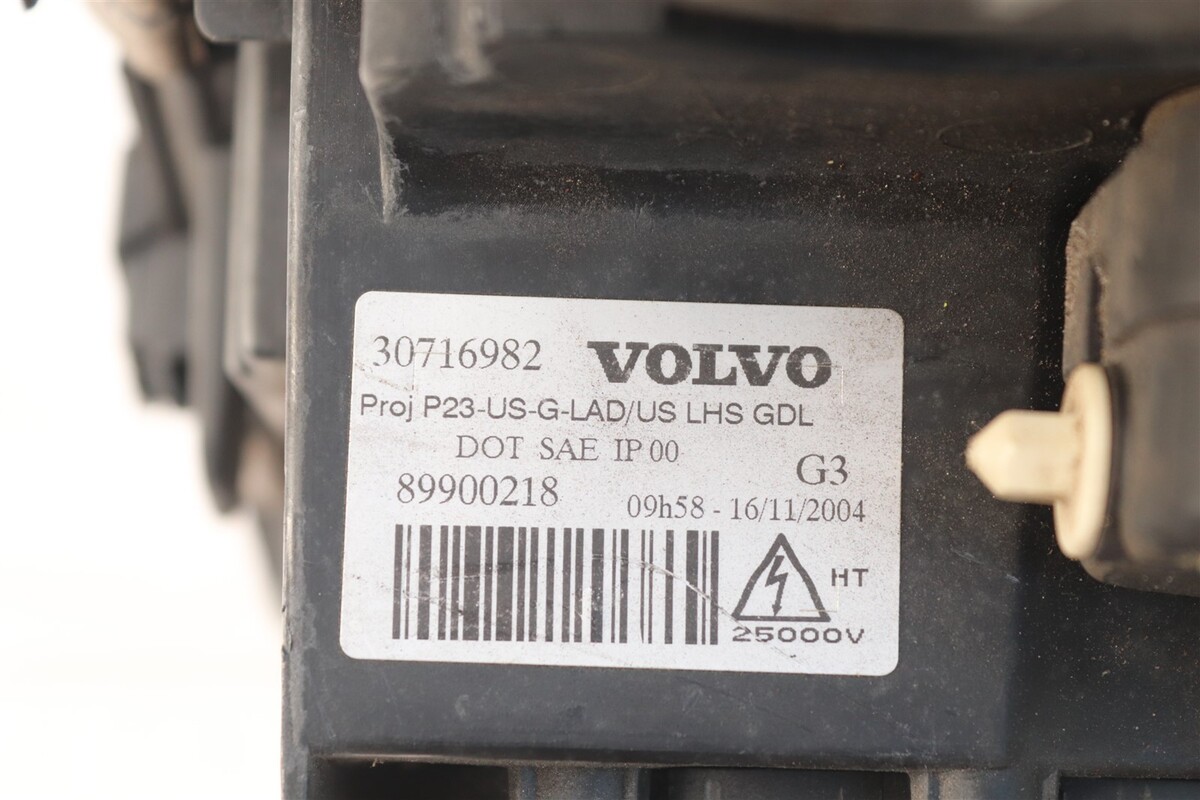 30716982 VOLVO
Proj P23-US-G-LAD/US LHS GDL
DOT SAE IP 00
G3
89900218 09h58 - 16/11/2004
HT
25000V